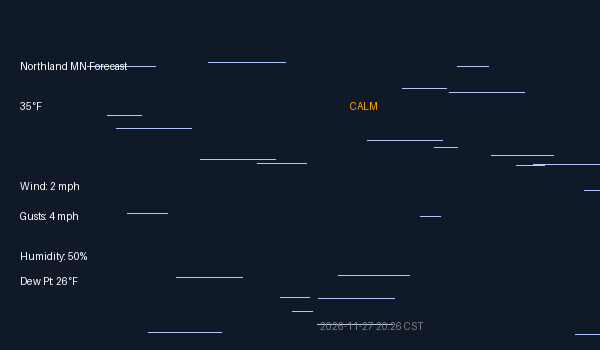 Northland MN Forecast
35°F
CALM
Wind: 2 mph
Gusts: 4 mph
Humidity: 50%
Dew Pt: 26°F
2026-11-27 20:26 CST